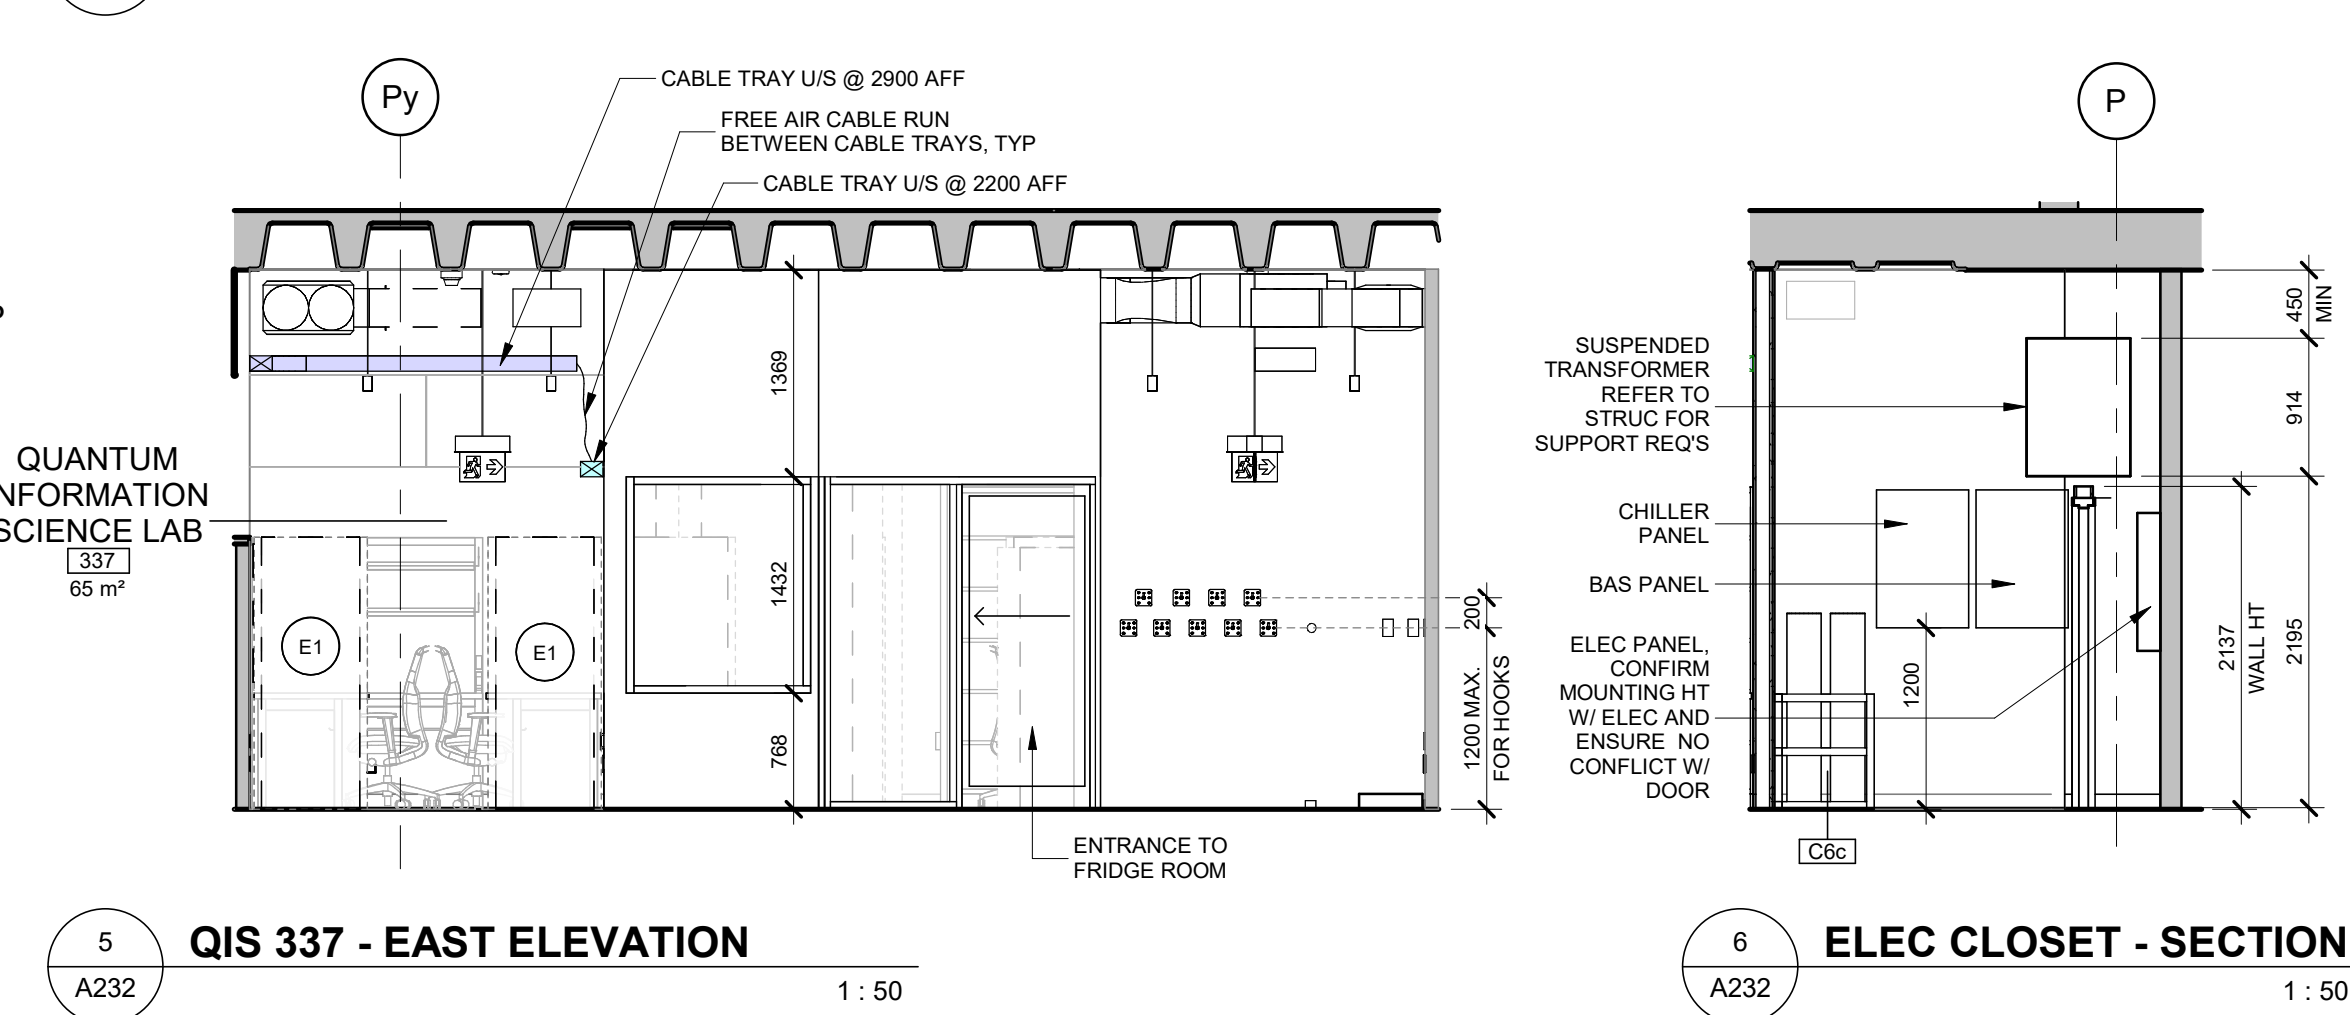 Py
CABLE TRAY U/S @ 2900 AFF
FREE AIR CABLE RUN
BETWEEN CABLE TRAYS, TYP
CABLE TRAY U/S @ 2200 AFF
QUANTUM
NFORMATION
SCIENCE LAB
337
65 m²
E1
E1
1369
1432
768
200
1200 MAX.
FOR HOOKS
ENTRANCE TO
FRIDGE ROOM
5
A232
QIS 337 - EAST ELEVATION
1 : 50
P
SUSPENDED
TRANSFORMER
REFER TO
STRUC FOR
SUPPORT REQ'S
CHILLER
PANEL
BAS PANEL
ELEC PANEL,
CONFIRM
MOUNTING HT
W/ ELEC AND
ENSURE NO
CONFLICT W/
DOOR
1200
450
MIN
914
2137
WALL HT
2195
C6c
6
A232
ELEC CLOSET - SECTION
1 : 50